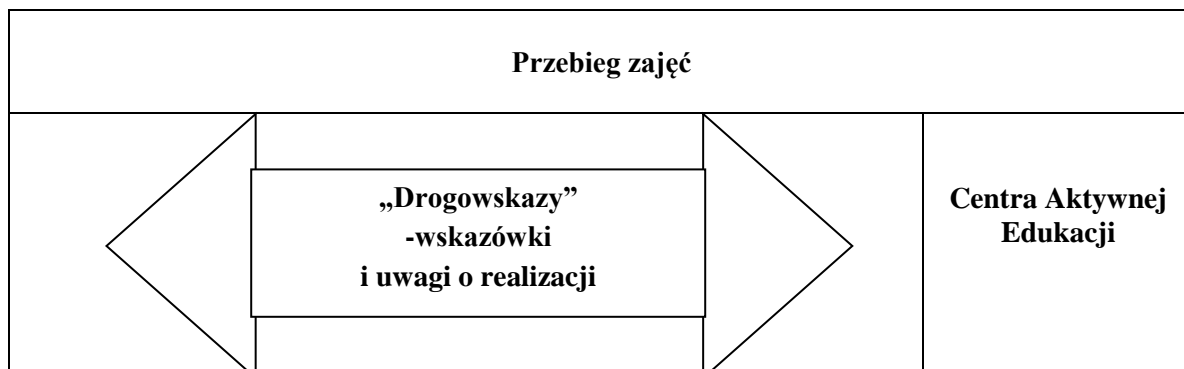 Przebieg zajęć
„Drogowskazy”
-wskazówki
i uwagi o realizacji
Centra Aktywnej
Edukacji